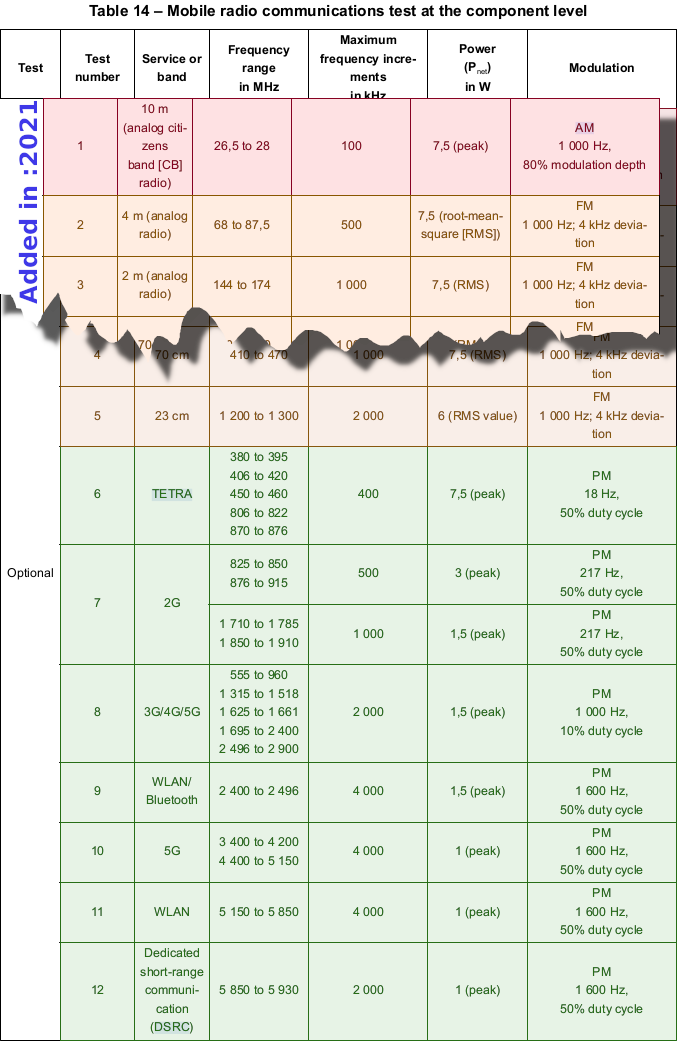 Table 14 – Mobile radio communications test at the component level
Test
Test
number
Service or
band
Frequency
range
in MHz
Maximum
frequency incre-
ments
in kHz
Power
(Pnet)
in W
Modulation
Added in :2021
1
10 m
(analog citi-
zens
band [CB]
radio)
26,5 to 28
100
7,5 (peak)
AM
1 000 Hz,
80% modulation depth
2
4 m (analog
radio)
68 to 87,5
500
7,5 (root-mean-
square [RMS])
FM
1 000 Hz; 4 kHz devia-
tion
3
2 m (analog
radio)
144 to 174
1 000
7,5 (RMS)
FM
1 000 Hz; 4 kHz devia-
tion
4
70 cm
410 to 470
1 000
7,5 (RMS)
FM
1 000 Hz; 4 kHz devia-
tion
5
23 cm
1 200 to 1 300
2 000
6 (RMS value)
FM
1 000 Hz; 4 kHz devia-
tion
Optional
6
TETRA
380 to 395
406 to 420
450 to 460
806 to 822
870 to 876
400
7,5 (peak)
PM
18 Hz,
50% duty cycle
7
2G
825 to 850
876 to 915
500
3 (peak)
PM
217 Hz,
50% duty cycle
1 710 to 1 785
1 850 to 1 910
1 000
1,5 (peak)
PM
217 Hz,
50% duty cycle
8
3G/4G/5G
555 to 960
1 315 to 1 518
1 625 to 1 661
1 695 to 2 400
2 496 to 2 900
2 000
1,5 (peak)
PM
1 000 Hz,
10% duty cycle
9
WLAN/
Bluetooth
2 400 to 2 496
4 000
1,5 (peak)
PM
1 600 Hz,
50% duty cycle
10
5G
3 400 to 4 200
4 400 to 5 150
4 000
1 (peak)
PM
1 600 Hz,
50% duty cycle
11
WLAN
5 150 to 5 850
4 000
1 (peak)
PM
1 600 Hz,
50% duty cycle
12
Dedicated
short-range
communi-
cation
(DSRC)
5 850 to 5 930
2 000
1 (peak)
PM
1 600 Hz,
50% duty cycle